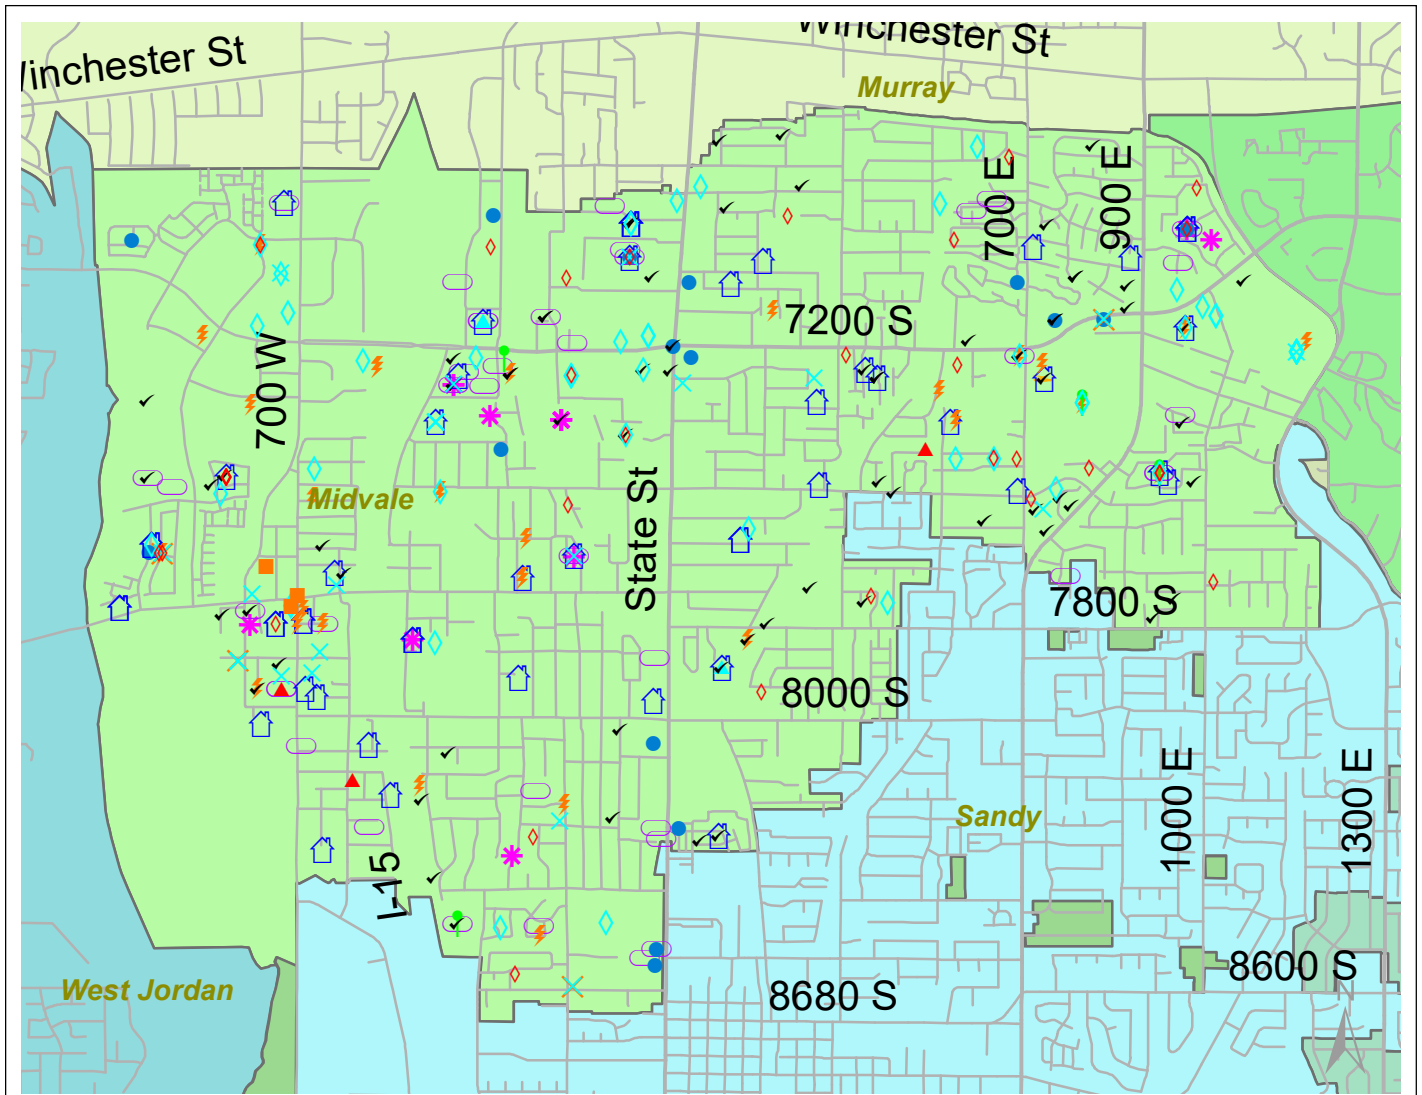 Winchester St
Winchester St
Murray
700 E
900 E
7200 S
700 W
Midvale
State St
7800 S
8000 S
Sandy
1000 E
1300 E
I-15
West Jordan
8600 S
8680 S
N